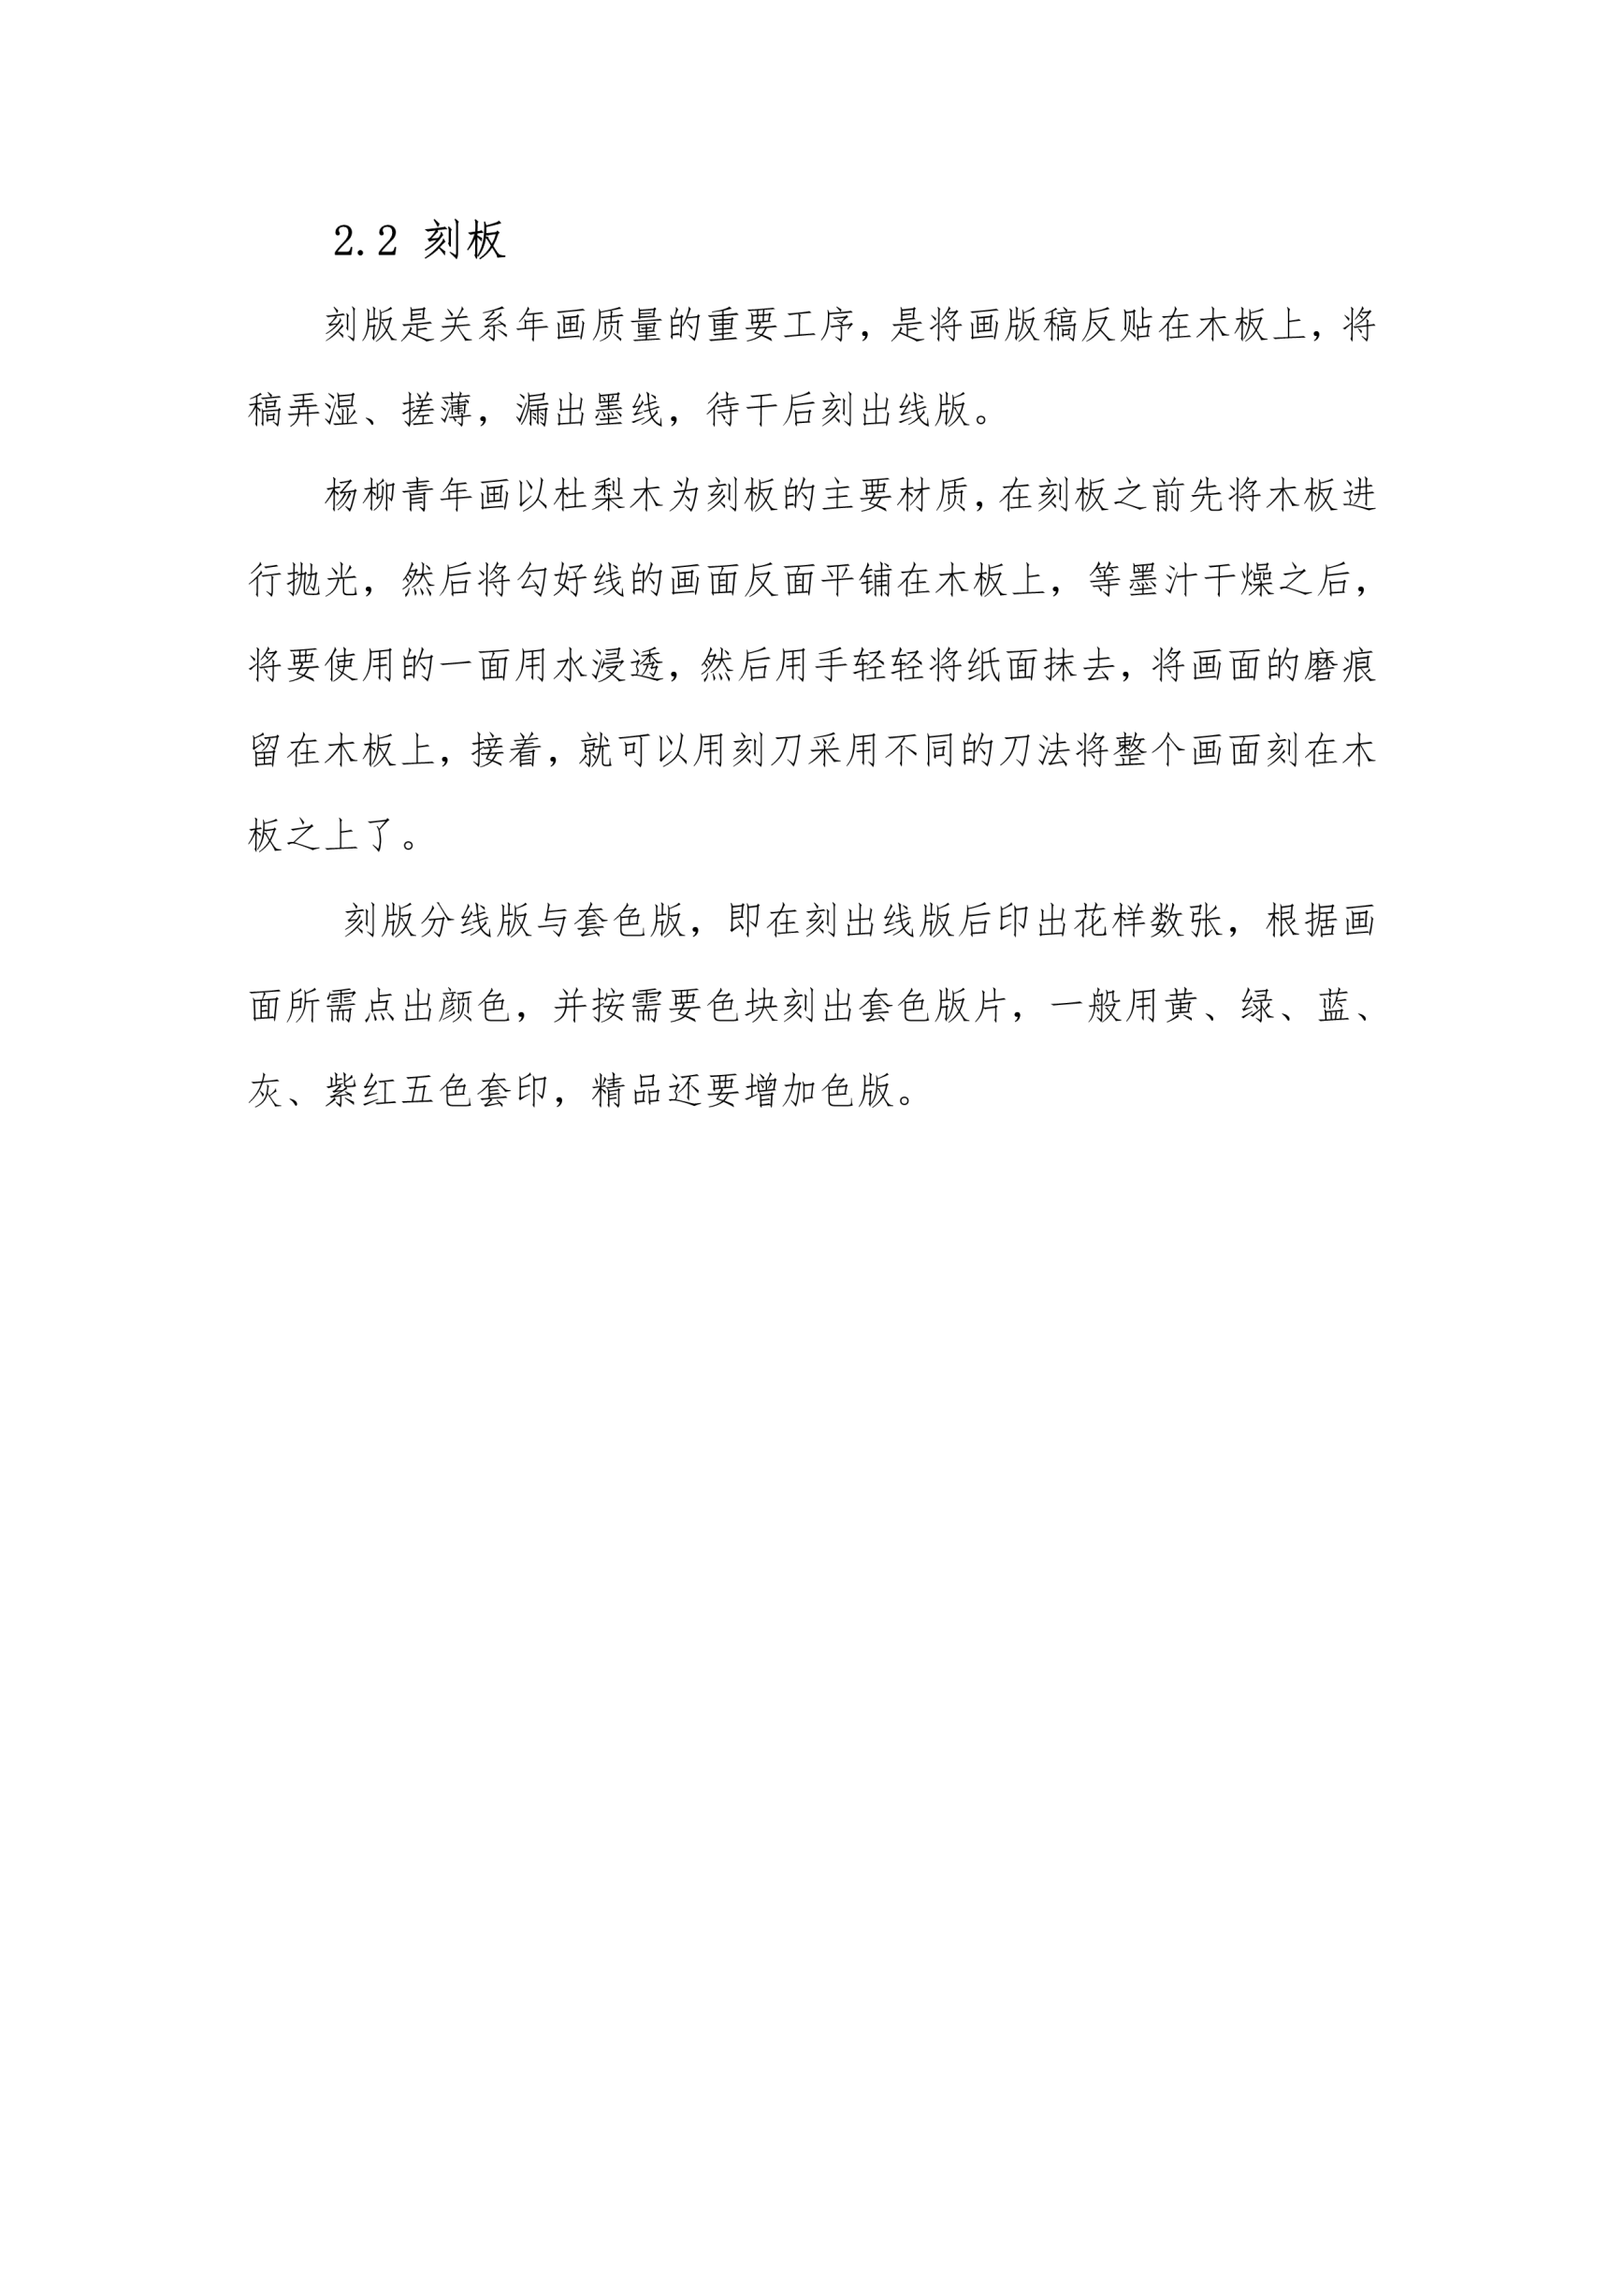 2.2 刻板
刻版是关系年画质量的重要工序，是将画版稿反贴在木板上，将
稿弄湿、搓薄，漏出墨线，待干后刻出线版。
杨柳青年画以杜梨木为刻板的主要材质，在刻板之前先将木板进
行抛光，然后将勾好线的画面反面平铺在木板上，等墨汁干燥之后，
将要使用的一面用水浸透，然后用手轻轻将纸面抹去，将画面的磨痕
留在木板上，接着，就可以用刻刀采用不同的刀法将整个画面刻在木
板之上了。
刻版分线版与套色版，即在刻出线版后印出花样数张，根据画
面所需点出颜色，并按需要色块刻出套色版片，一般用黄、绿、蓝、
灰、紫红五色套印，精品还要增加色版。